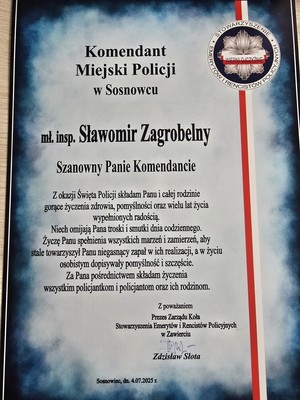 Komendant
Miejski Policji
w Sosnowcu
mł. insp. Sławomir Zagrobelny
Szanowny Panie Komendancie
Z okazji Święta Policji składam Panu i całej rodzinie
gorące życzenia zdrowia, pomyślności oraz wielu lat życia
wypełnionych radością.
Niech omijają Pana troski i smutki dnia codziennego.
Życzę Panu spełnienia wszystkich marzeń i zamierzeń, aby
stale towarzyszył Panu niegasnący zapał w ich realizacji, a w życiu
osobistym dopisywały pomyślność i szczęście.
Za Pana pośrednictwem składam życzenia
wszystkim policjantkom i policjantom oraz ich rodzinom.
Z poważaniem
Prezes Zarządu Koła
Stowarzyszenia Emerytów i Rencistów Policyjnych
w Zawierciu
Zdzisław Słota
Sosnowiec, dn. 4.07.2025 r.